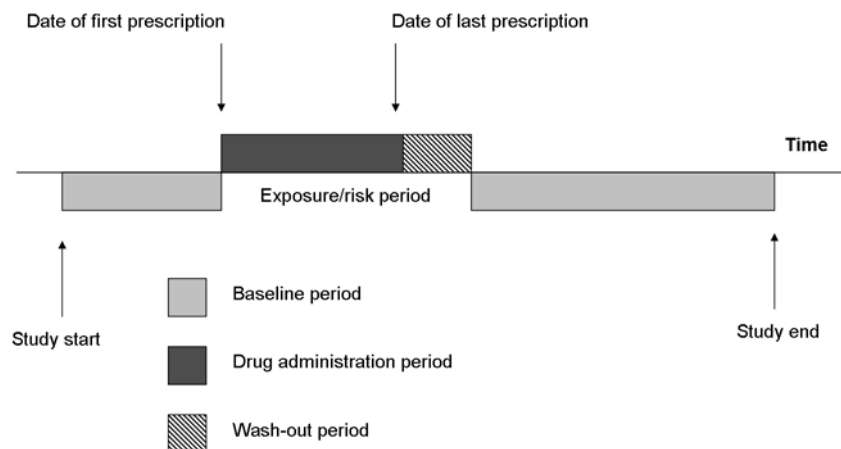 Date of first prescription
Date of last prescription
Time
Exposure/risk period
Baseline period
Study start
Study end
Drug administration period
Wash-out period